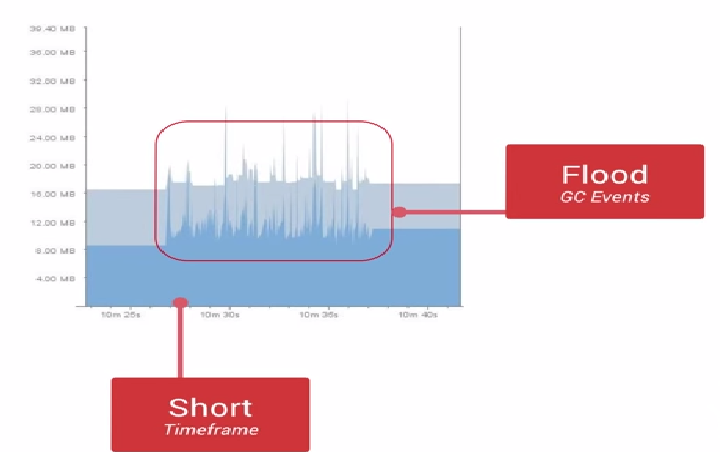 39.40 MB
36.00 MB
32.00 MB
28.00 MB
24.00 MB
20.00 MB
16.00 MB
12.00 MB
8.00 MB
4.00 MB
10m 25s
10m 30s
10m 35s
10m 40s
Flood
GC Events
Short
Timeframe